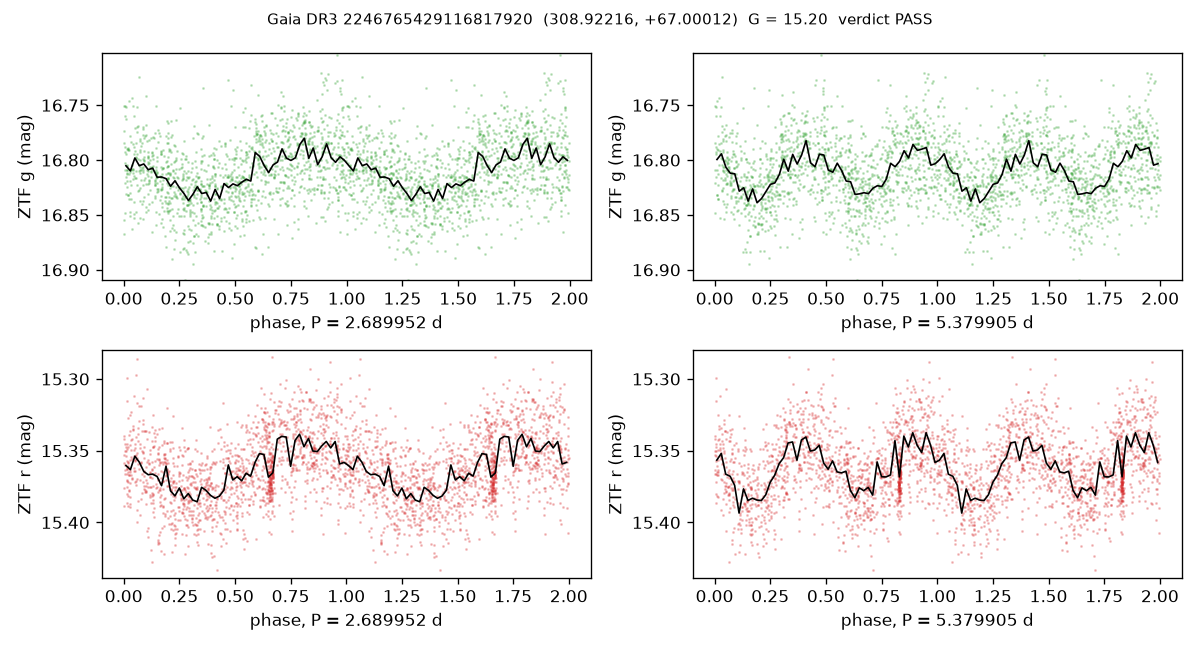 Gaia DR3 2246765429116817920 (308.92216, +67.00012) G = 15.20 verdict PASS
ZTF g (mag)
16.75
16.80
16.85
16.90
0.00 0.25 0.50 0.75 1.00 1.25 1.50 1.75 2.00
phase, P = 2.689952 d
ZTF g (mag)
16.75
16.80
16.85
16.90
0.00 0.25 0.50 0.75 1.00 1.25 1.50 1.75 2.00
phase, P = 5.379905 d
ZTF r (mag)
15.30
15.35
15.40
0.00 0.25 0.50 0.75 1.00 1.25 1.50 1.75 2.00
phase, P = 2.689952 d
ZTF r (mag)
15.30
15.35
15.40
0.00 0.25 0.50 0.75 1.00 1.25 1.50 1.75 2.00
phase, P = 5.379905 d